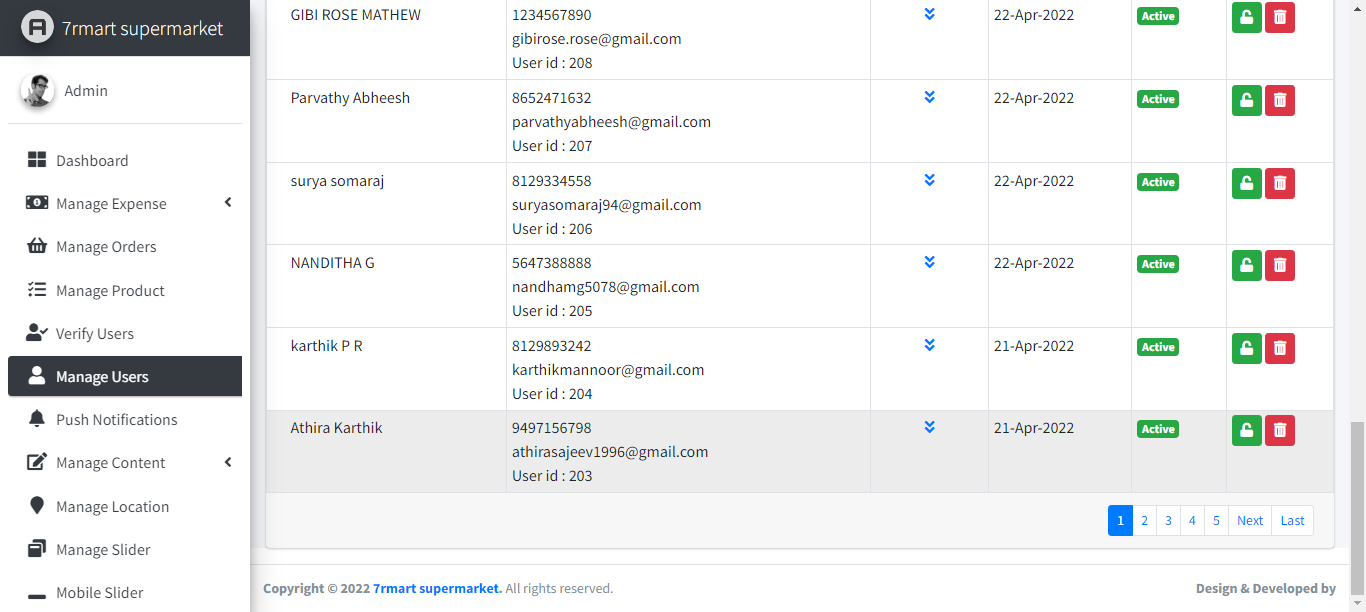 7rmart supermarket
Admin
Dashboard
Manage Expense
Manage Orders
Manage Product
Verify Users
Manage Users
Push Notifications
Manage Content
Manage Location
Manage Slider
Mobile Slider
GIBI ROSE MATHEW 1234567890 22-Apr-2022 Active
gibirose.rose@gmail.com
User id : 208
Parvathy Abheesh 8652471632 22-Apr-2022 Active
parvathyabheesh@gmail.com
User id : 207
surya somaraj 8129334558 22-Apr-2022 Active
suryasomaraj94@gmail.com
User id : 206
NANDITHA G 5647388888 22-Apr-2022 Active
nandhamg5078@gmail.com
User id : 205
karthik P R 8129893242 21-Apr-2022 Active
karthikmannoor@gmail.com
User id : 204
Athira Karthik 9497156798 21-Apr-2022 Active
athirasajeev1996@gmail.com
User id : 203
1 2 3 4 5 Next Last
Copyright © 2022 7rmart supermarket. All rights reserved. Design & Developed by